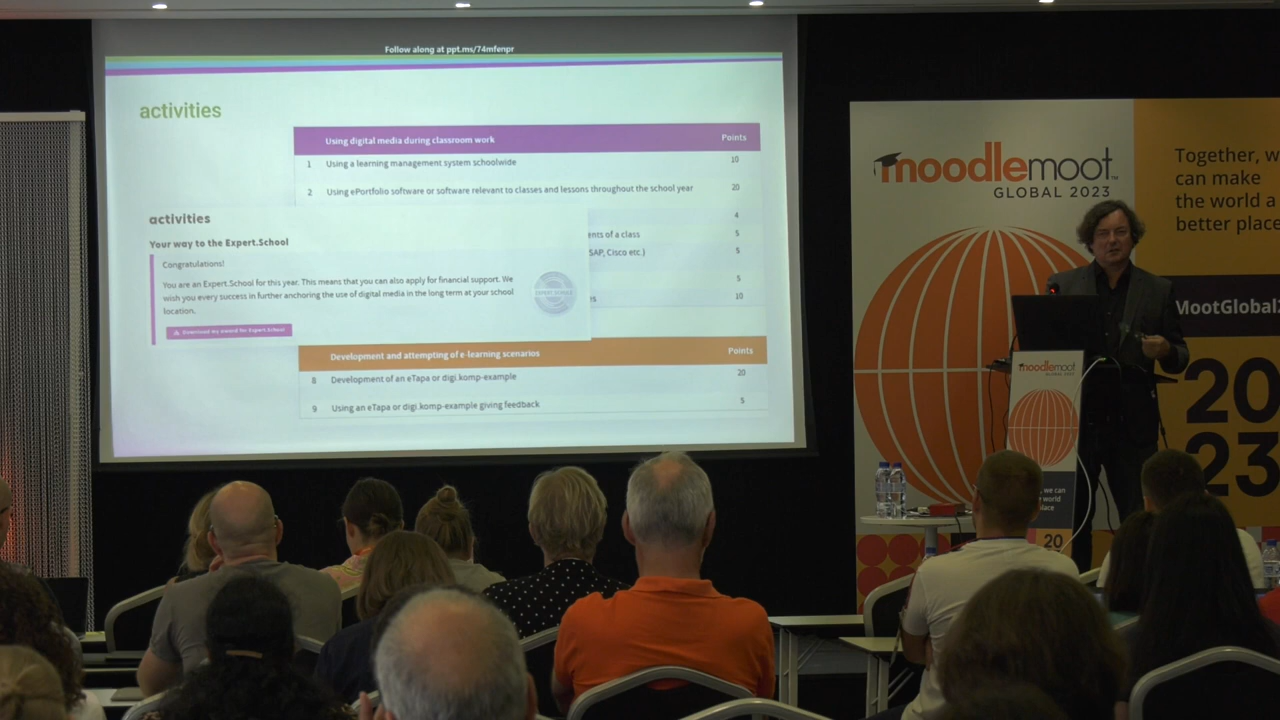 Follow along at ppt.ms/74mfenpr
activities
Using digital media during classroom work Points
1 Using a learning management system schoolwide 10
2 Using ePortfolio software or software relevant to classes and lessons throughout the school year 20
4
ents of a class 5
SAP, Cisco etc.) 5
5
es 10
activities
Your way to the Expert.School
Congratulations!
You are an Expert.School for this year. This means that you can also apply for financial support. We
wish you every success in further anchoring the use of digital media in the long term at your school
location.
Download my award for Expert.School
EXPERT.SCHOOL
Development and attempting of e-learning scenarios Points
8 Development of an eTapa or digi.komp-example 20
9 Using an eTapa or digi.komp-example giving feedback 5
moodlemoot
GLOBAL 2023
Together, w
can make
the world a
better place
MootGlobal2
20
23
moodlemoot
, we can
e world
place
20